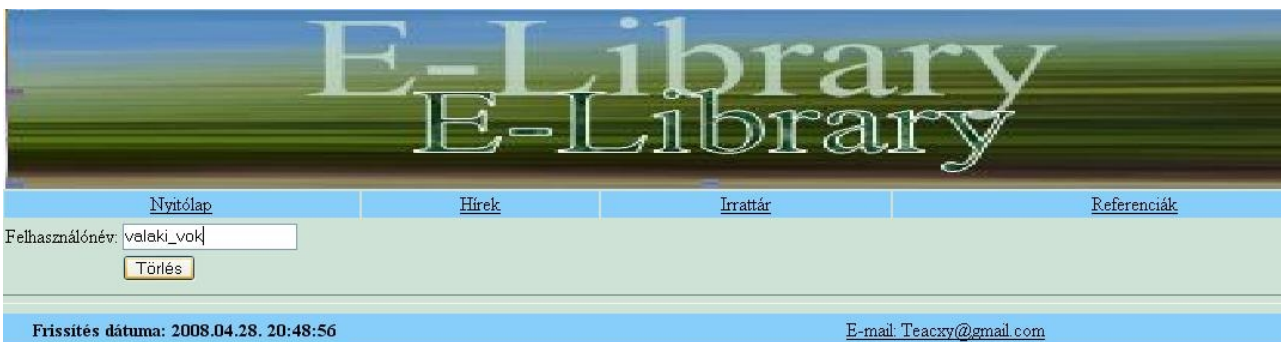 E-Library
E-Library
Nyitólap Hírek Irrattár Referenciák
Felhasználónév: valaki_vok
Törlés
Frissítés dátuma: 2008.04.28. 20:48:56 E-mail: Teacxy@gmail.com